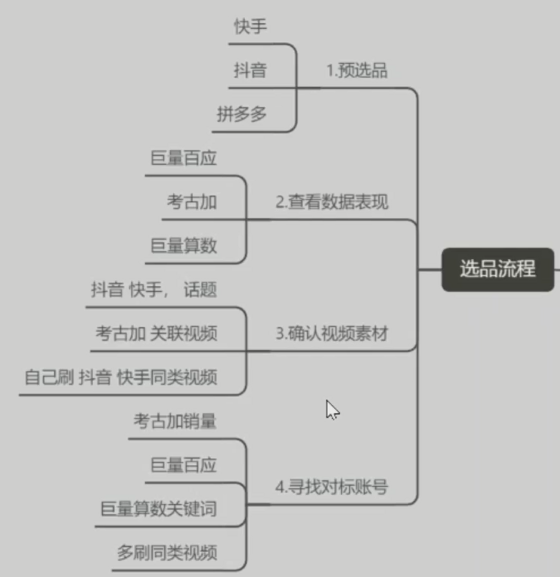 快手
抖音
1.预选品
拼多多
巨量百应
考古加
2.查看数据表现
巨量算数
选品流程
抖音 快手， 话题
考古加 关联视频
3.确认视频素材
自己刷 抖音 快手同类视频
考古加销量
巨量百应
4.寻找对标账号
巨量算数关键词
多刷同类视频